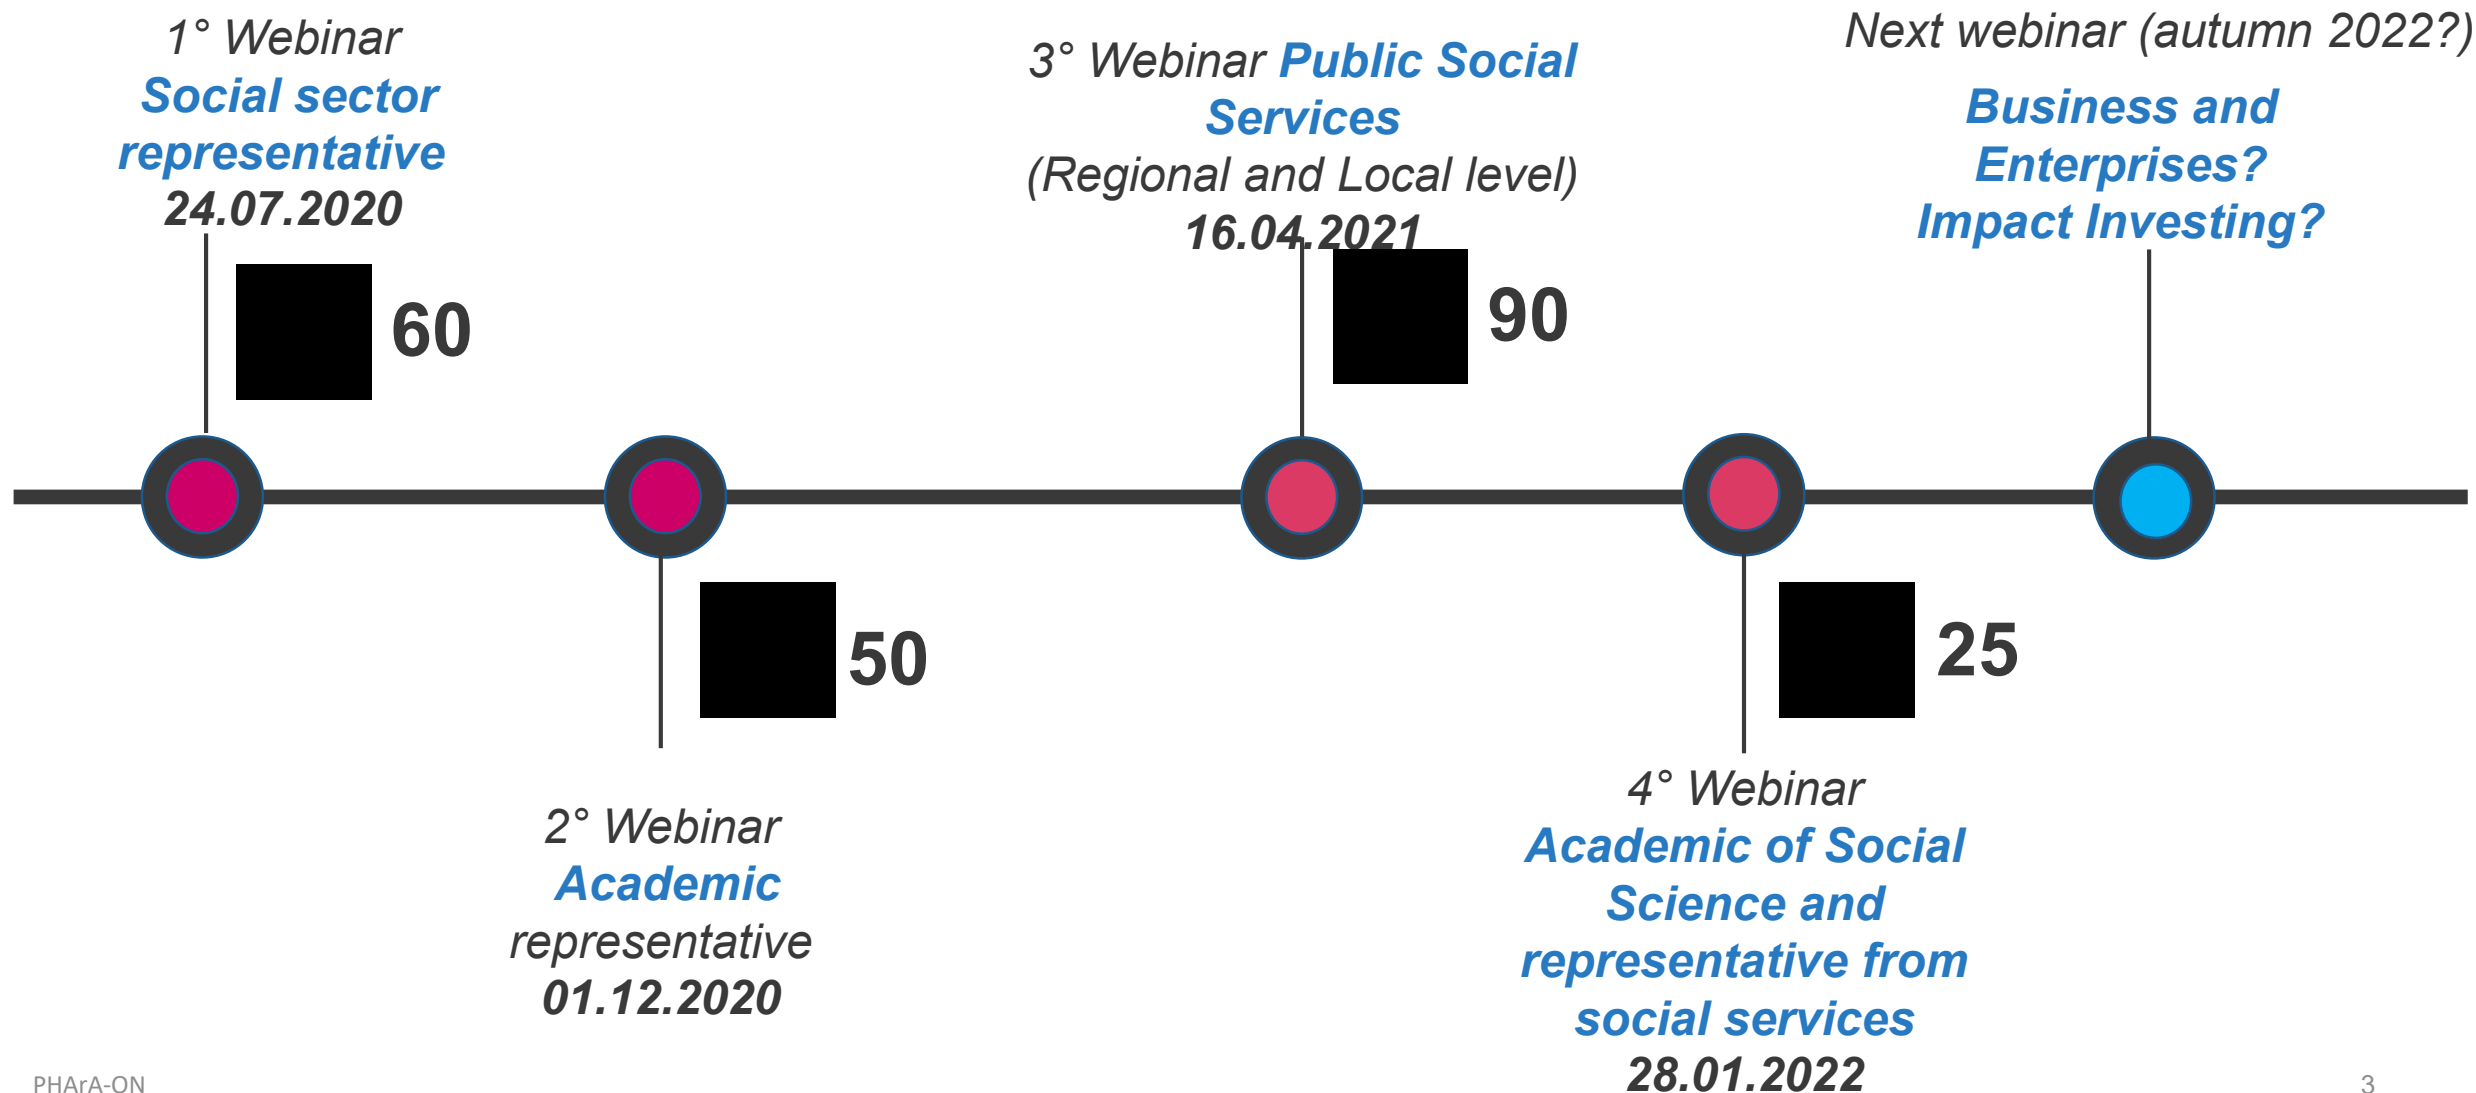 1° Webinar
Social sector
representative
24.07.2020
60
2° Webinar
Academic
representative
01.12.2020
50
3° Webinar Public Social
Services
(Regional and Local level)
16.04.2021
90
4° Webinar
Academic of Social
Science and
representative from
social services
28.01.2022
25
Next webinar (autumn 2022?)
Business and
Enterprises?
Impact Investing?
PHArA-ON
3